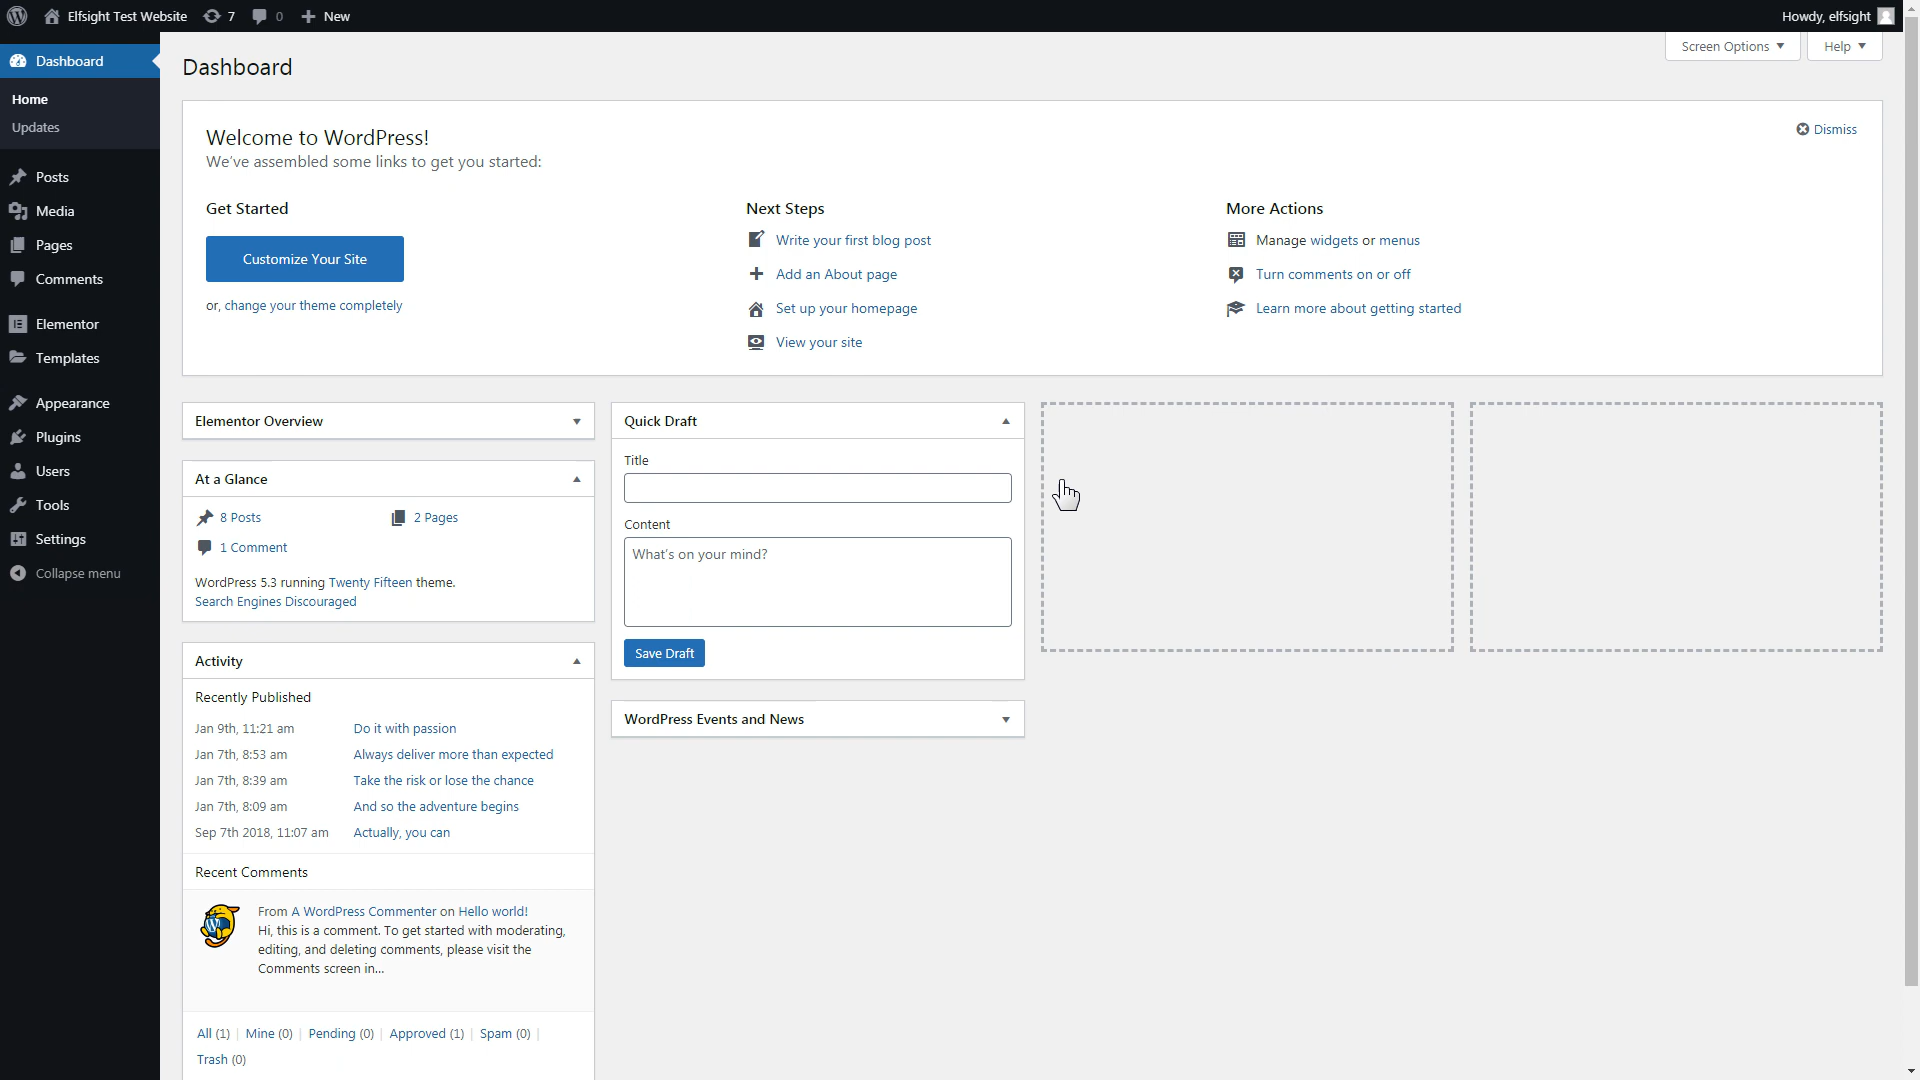 Elfsight Test Website 7 0 New Howdy, elfsight
Dashboard
Home
Updates
Posts
Media
Pages
Comments
Elementor
Templates
Appearance
Plugins
Users
Tools
Settings
Collapse menu
Screen Options Help
Dashboard
Welcome to WordPress!
We've assembled some links to get you started:
Dismiss
Get Started
Customize Your Site
or, change your theme completely
Next Steps
Write your first blog post
Add an About page
Set up your homepage
View your site
More Actions
Manage widgets or menus
Turn comments on or off
Learn more about getting started
Elementor Overview
At a Glance
8 Posts 2 Pages
1 Comment
WordPress 5.3 running Twenty Fifteen theme.
Search Engines Discouraged
Activity
Recently Published
Jan 9th, 11:21 am Do it with passion
Jan 7th, 8:53 am Always deliver more than expected
Jan 7th, 8:39 am Take the risk or lose the chance
Jan 7th, 8:09 am And so the adventure begins
Sep 7th 2018, 11:07 am Actually, you can
Recent Comments
From A WordPress Commenter on Hello world!
Hi, this is a comment. To get started with moderating,
editing, and deleting comments, please visit the
Comments screen in...
All (1) | Mine (0) | Pending (0) | Approved (1) | Spam (0) |
Trash (0)
Quick Draft
Title
Content
What's on your mind?
Save Draft
WordPress Events and News